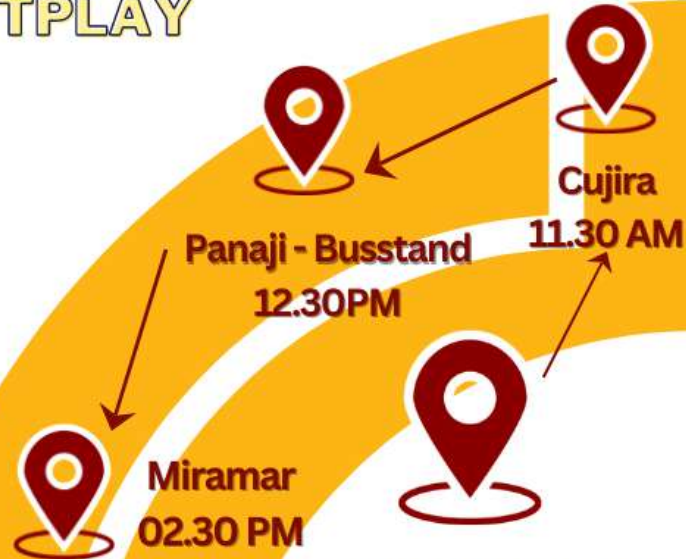 TPLAY
Cujira
11.30 AM
Panaji - Busstand
12.30PM
Miramar
02.30 PM